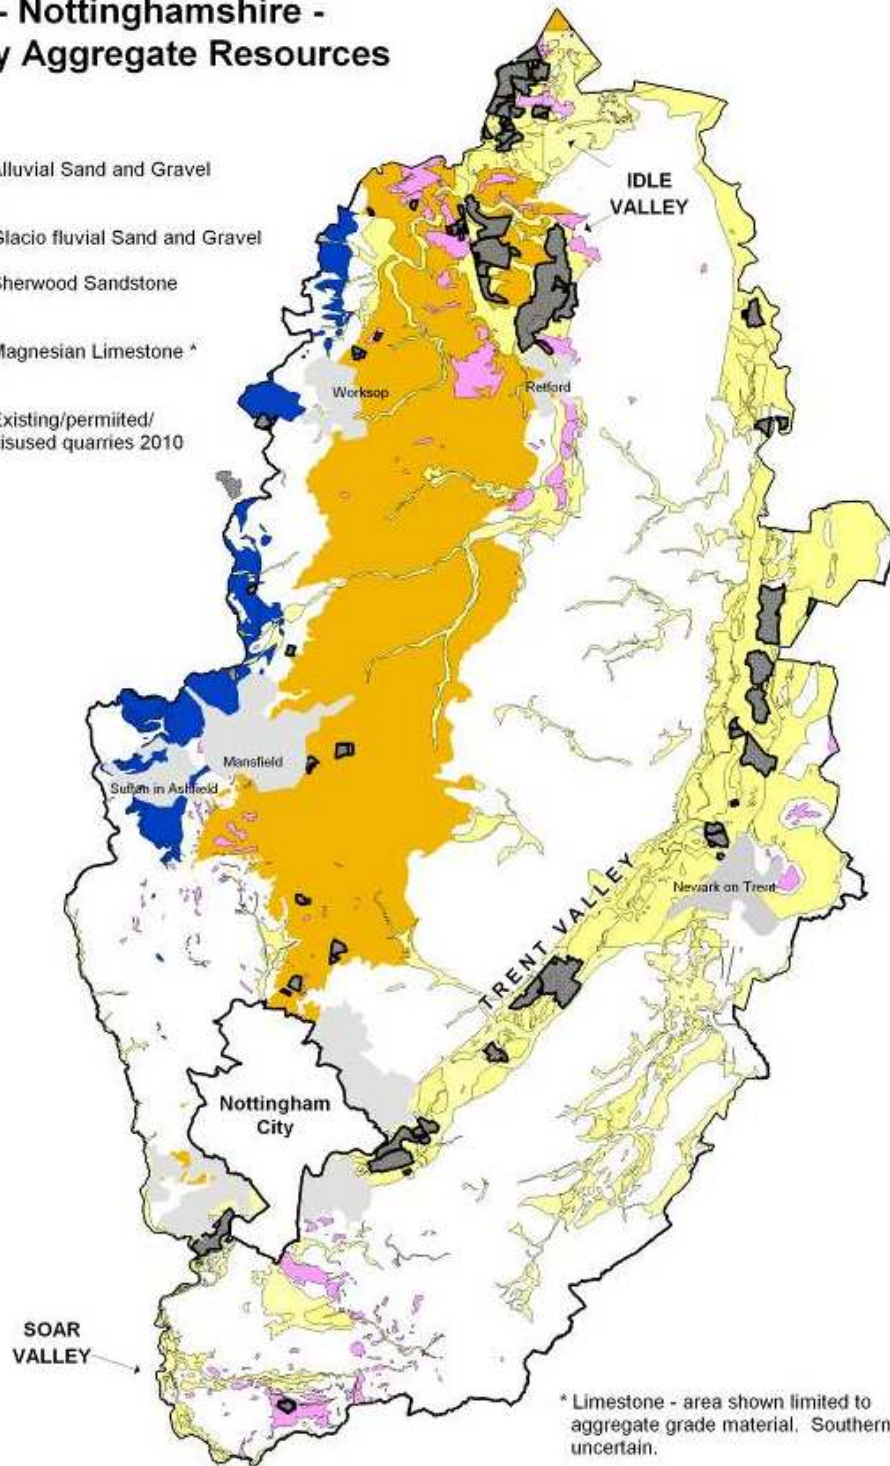 - Nottinghamshire -
y Aggregate Resources
lluvial Sand and Gravel
Glacio fluvial Sand and Gravel
Sherwood Sandstone
Magnesian Limestone *
Existing/permiited/
isused quarries 2010
IDLE
VALLEY
Worksop
Retford
Mansfield
Sutton in Ashfield
Newark on Trent
TRENT VALLEY
Nottingham
City
SOAR
VALLEY
* Limestone - area shown limited to
aggregate grade material. Southern
uncertain.